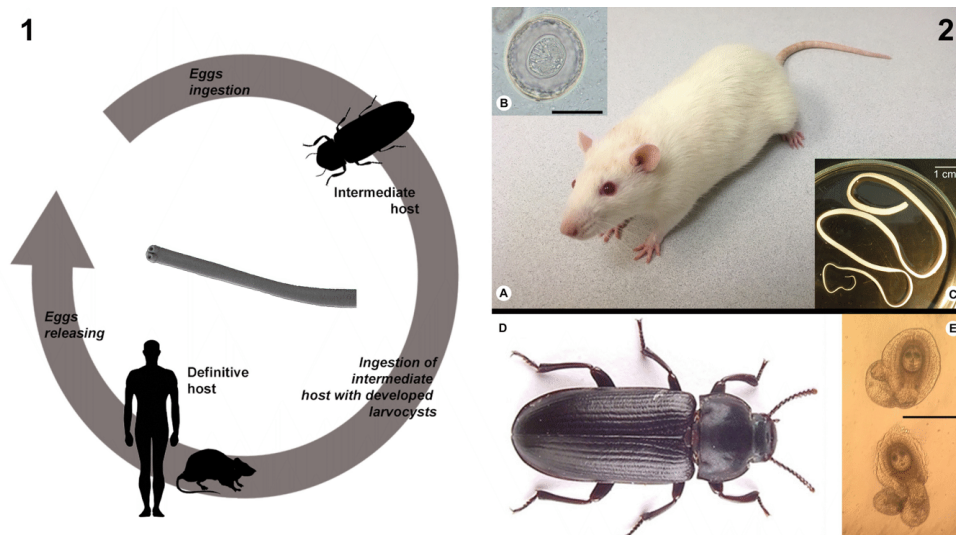 1
Eggs
ingestion
Intermediate
host
Eggs
releasing
Definitive
host
Ingestion of
intermediate
host with developed
larvocysts
2
B
A
1 cm
C
D
E